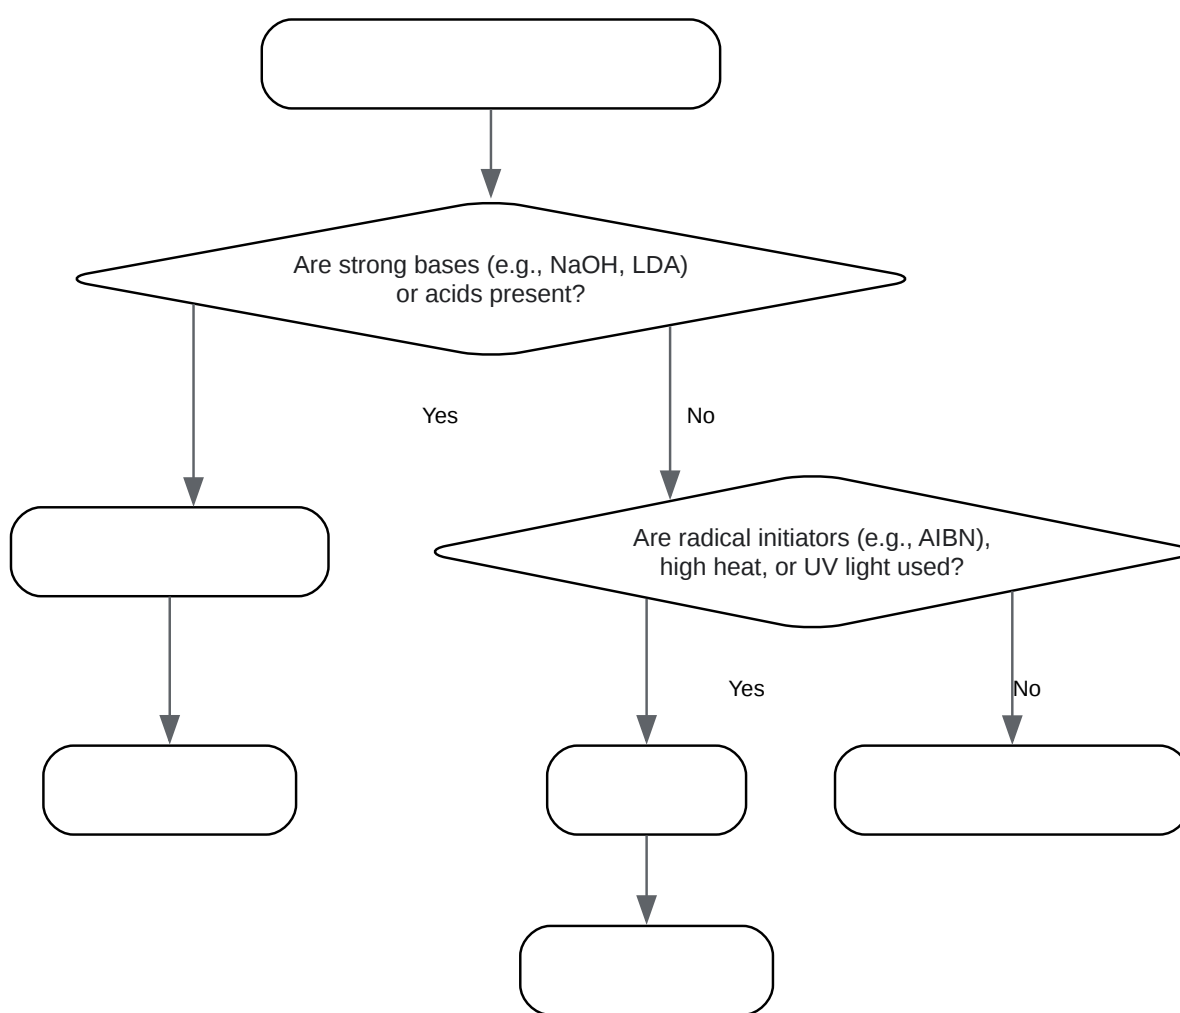 Are strong bases (e.g., NaOH, LDA)
or acids present?
Yes
No
Are radical initiators (e.g., AIBN),
high heat, or UV light used?
Yes
No